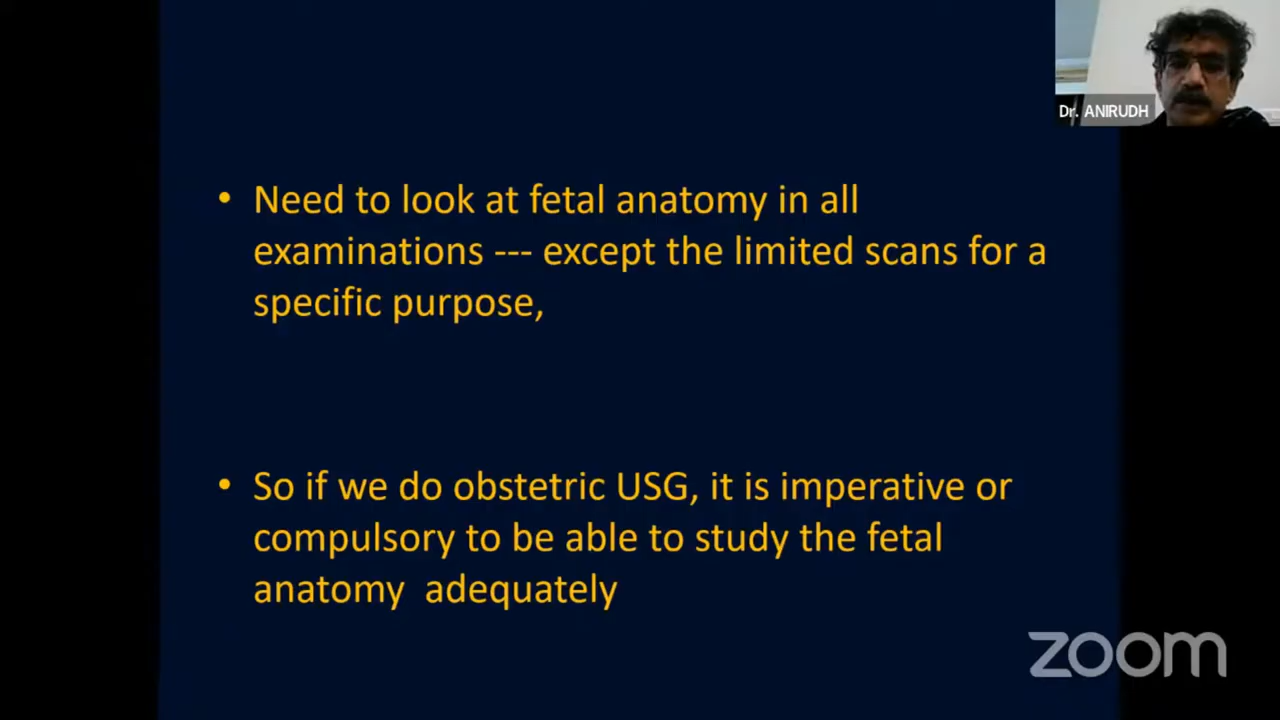 Dr. ANIRUDH
• Need to look at fetal anatomy in all
examinations --- except the limited scans for a
specific purpose,
• So if we do obstetric USG, it is imperative or
compulsory to be able to study the fetal
anatomy  adequately
zoom